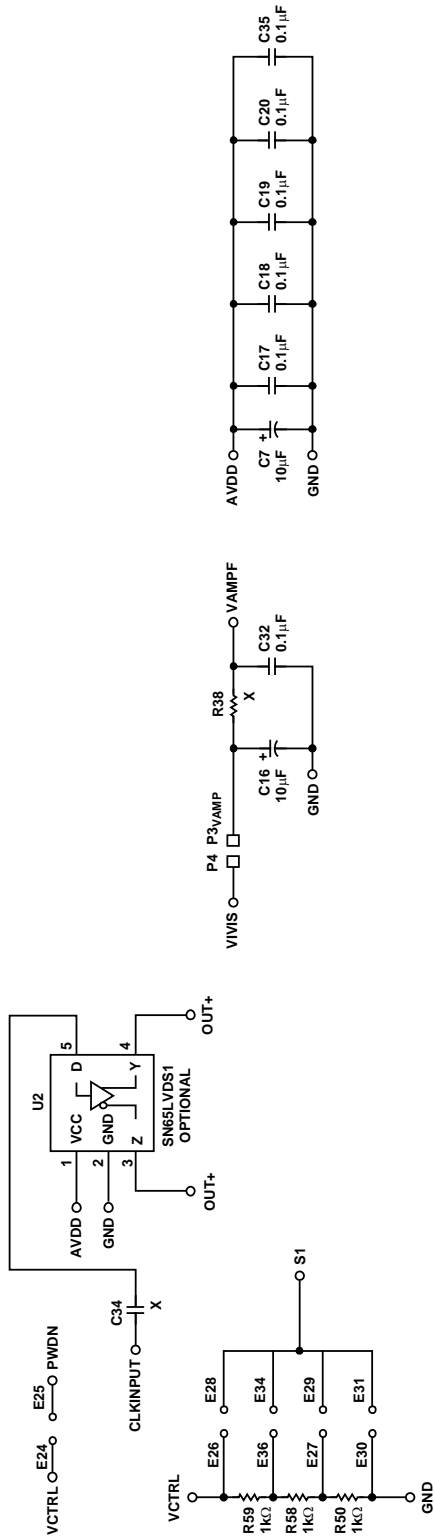 VCTRL
E24
E25
PWDN
CLKINPUT
C34
X
U2
1
VCC
5
D
AVDD
2
GND
GND
3
Z
4
Y
SN65LVDS1
OPTIONAL
OUT+
OUT+
VCTRL
E26
E28
R59
1kΩ
E36
E34
S1
R58
1kΩ
E27
E29
R50
1kΩ
E30
E31
GND
VIVIS
P4
P3
VAMP
R38
X
VAMPF
C16
+
10μF
C32
0.1μF
GND
AVDD
C7
+
10μF
C17
0.1μF
C18
0.1μF
C19
0.1μF
C20
0.1μF
C35
0.1μF
GND